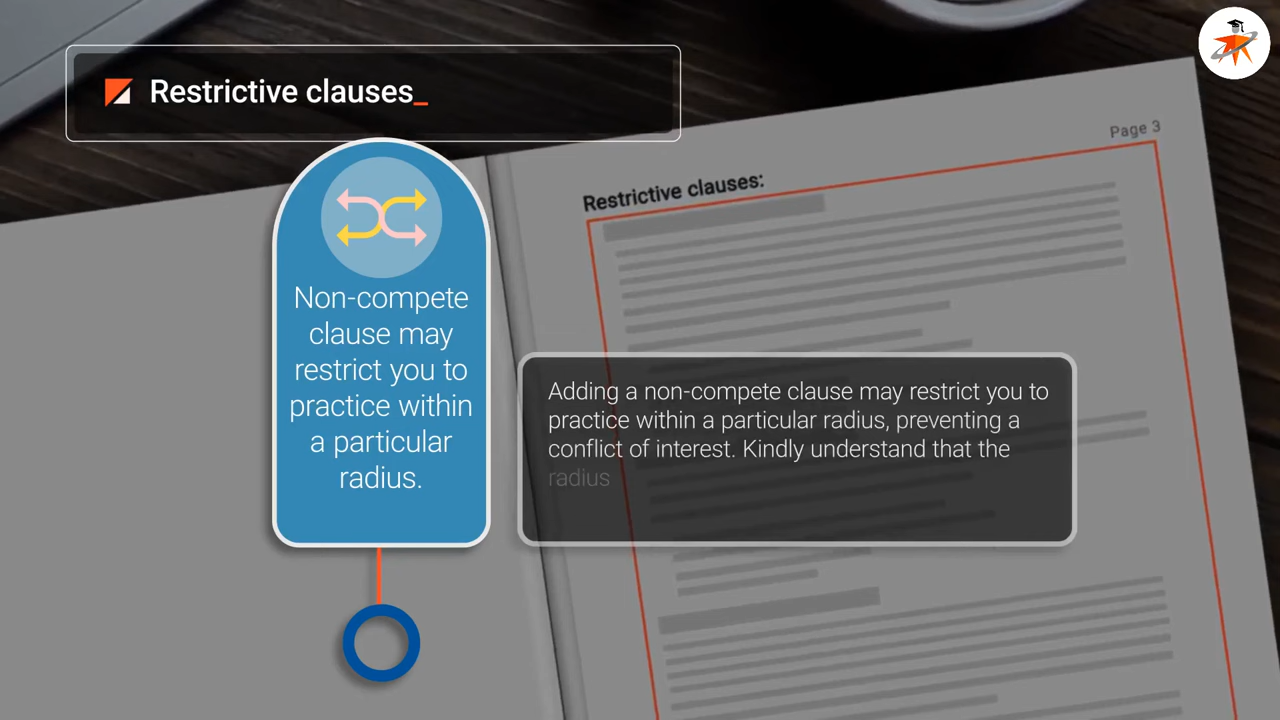 Restrictive clauses_
Page 3
Restrictive clauses:
Non-compete
clause may
restrict you to
practice within
a particular
radius.
Adding a non-compete clause may restrict you to
practice within a particular radius, preventing a
conflict of interest. Kindly understand that the
radius